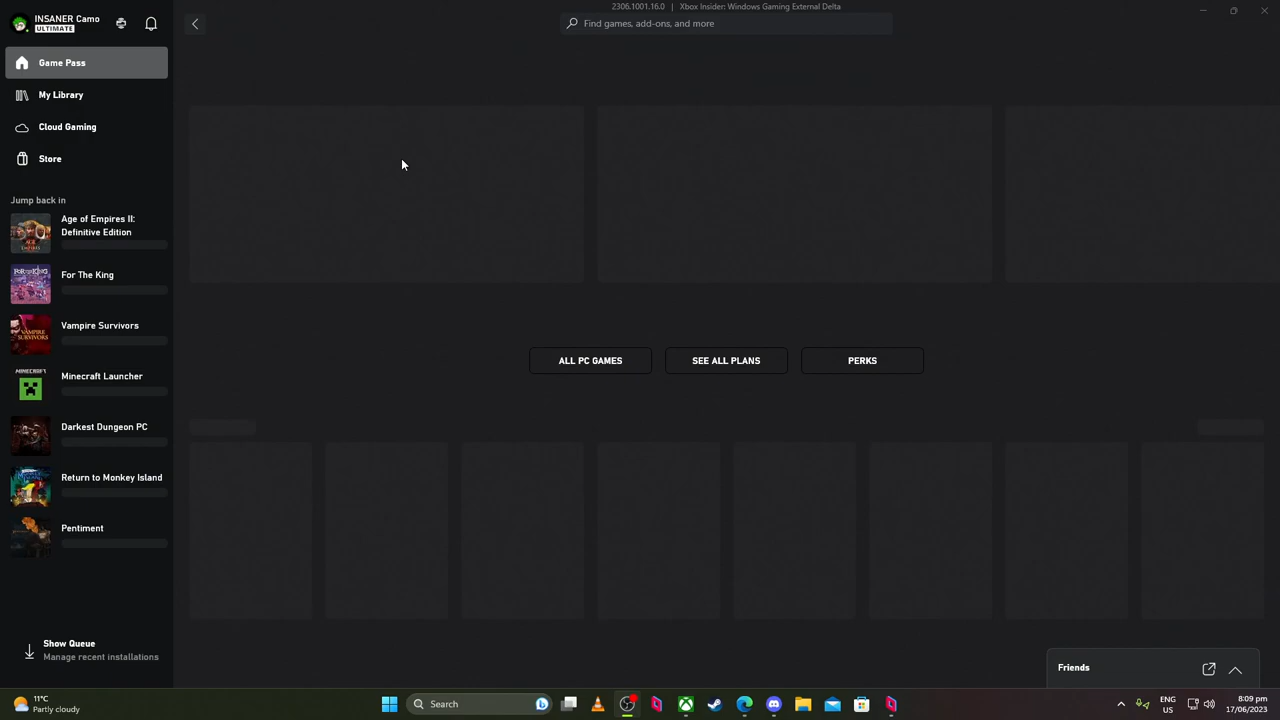 2306.1001.16.0 | Xbox Insider: Windows Gaming External Delta
INSANER Camo
ULTIMATE
Find games, add-ons, and more
Game Pass
My Library
Cloud Gaming
Store
Jump back in
Age of Empires II:
Definitive Edition
For The King
Vampire Survivors
Minecraft Launcher
Darkest Dungeon PC
Return to Monkey Island
Pentiment
ALL PC GAMES
SEE ALL PLANS
PERKS
Show Queue
Manage recent installations
Friends
11°C
Partly cloudy
Search
ENG
US
8:09 pm
17/06/2023